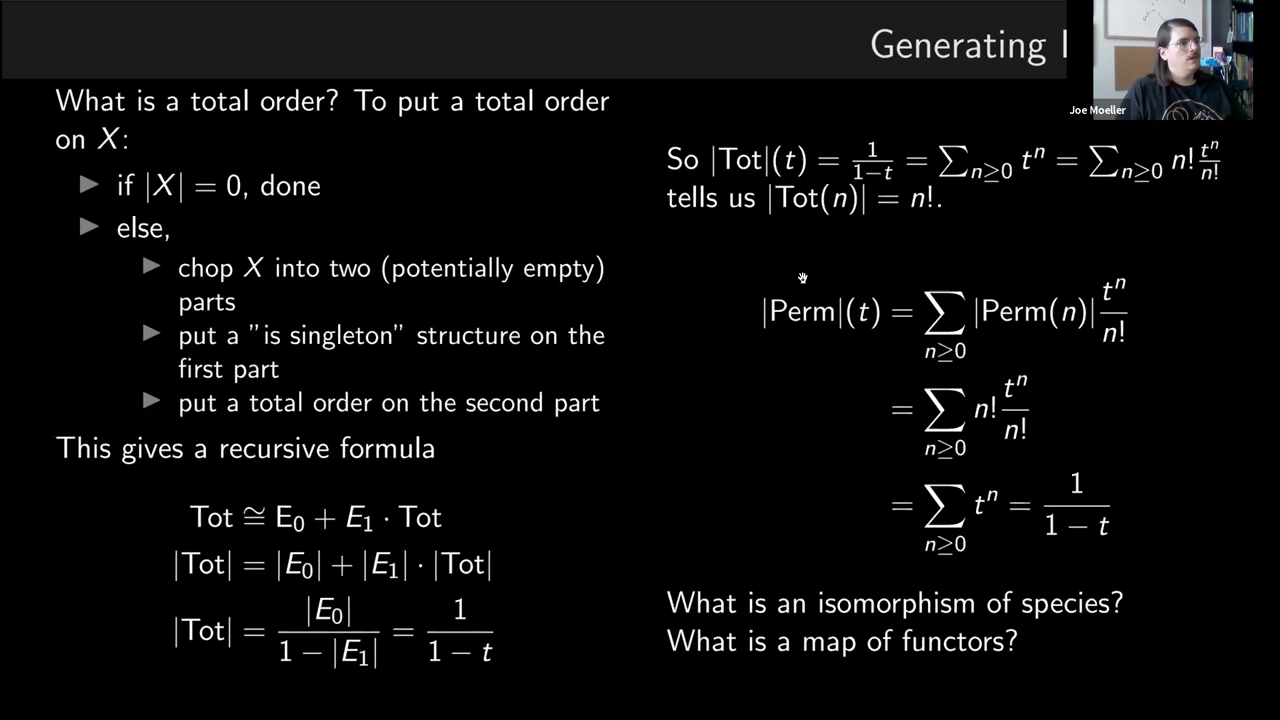 Generating
Joe Moeller
What is a total order? To put a total order
on X:
▶ if |X| = 0, done
▶ else,
▶ chop X into two (potentially empty)
parts
▶ put a "is singleton" structure on the
first part
▶ put a total order on the second part
This gives a recursive formula
Tot ≅ E₀ + E₁ · Tot
|Tot| = |E₀| + |E₁| · |Tot|
|Tot| = |E₀| / (1 − |E₁|) = 1 / (1 − t)
So |Tot|(t) = 1/(1−t) = ∑ₙ≥₀ tⁿ = ∑ₙ≥₀ n! tⁿ/n!
tells us |Tot(n)| = n!.
|Perm|(t) = ∑ₙ≥₀ |Perm(n)| tⁿ/n!
= ∑ₙ≥₀ n! tⁿ/n!
= ∑ₙ≥₀ tⁿ = 1/(1 − t)
What is an isomorphism of species?
What is a map of functors?